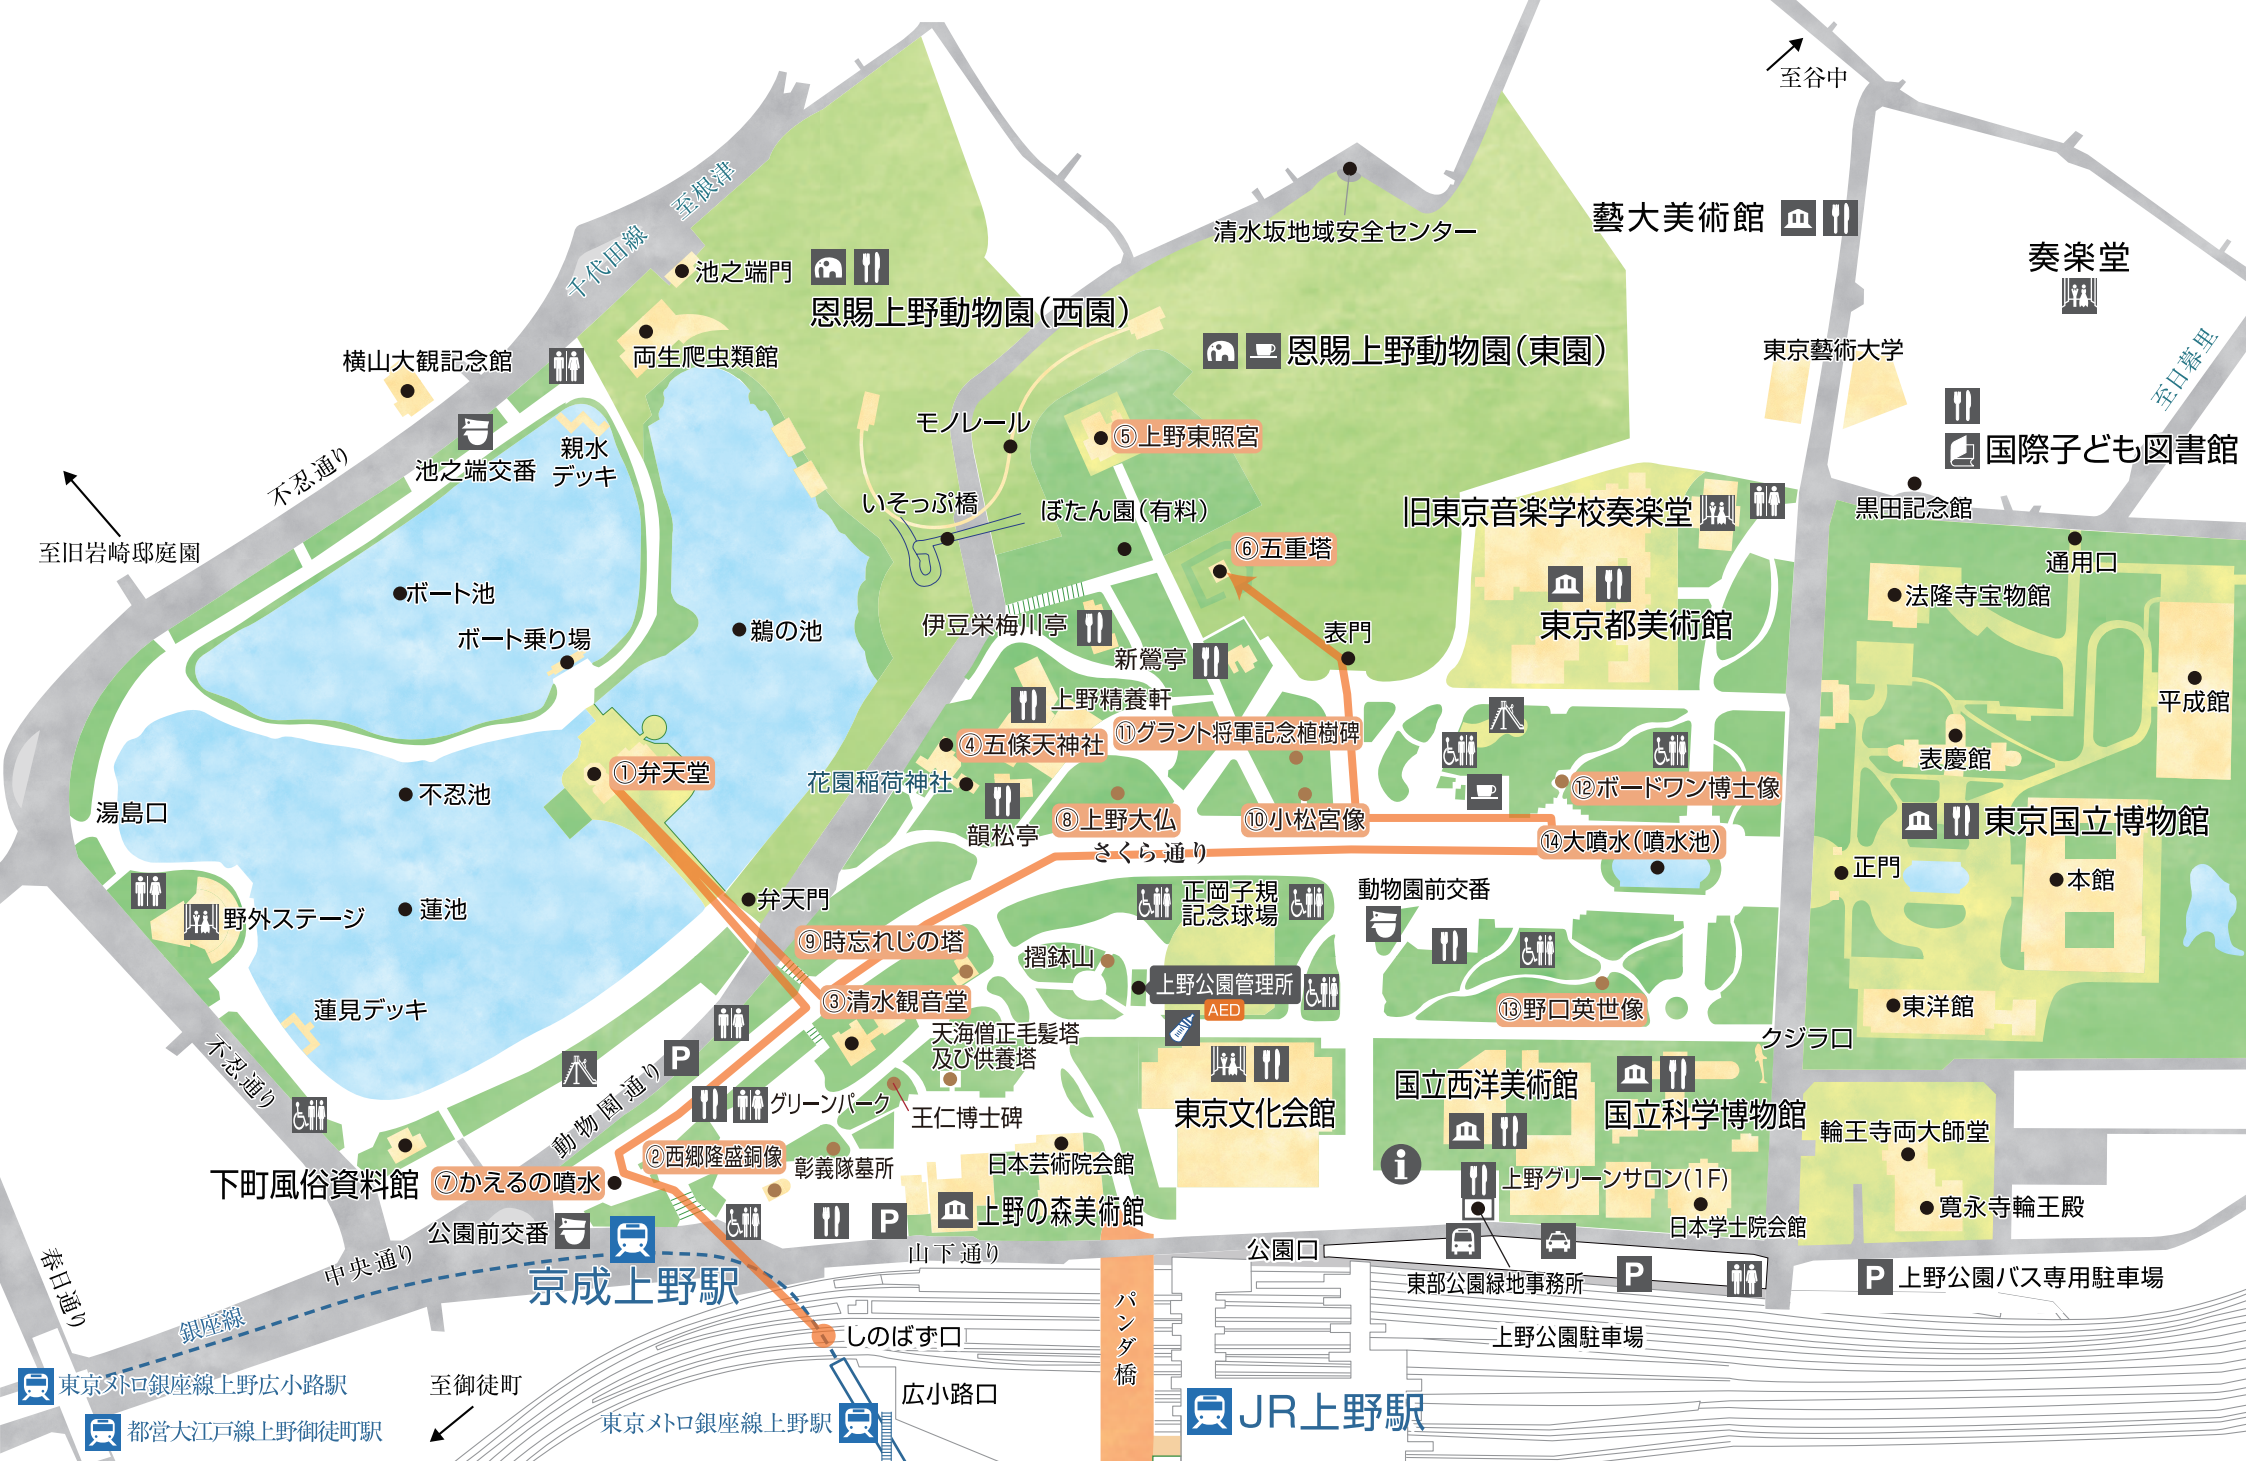 至谷中
至根津
千代田線
清水坂地域安全センター
藝大美術館
奏楽堂
池之端門
恩賜上野動物園(西園)
恩賜上野動物園(東園)
両生爬虫類館
横山大観記念館
東京藝術大学
至日暮里
池之端交番
親水
デッキ
モノレール
⑤上野東照宮
国際子ども図書館
不忍通り
いそっぷ橋
ぼたん園(有料)
旧東京音楽学校奏楽堂
黒田記念館
至旧岩崎邸庭園
⑥五重塔
通用口
ボート池
法隆寺宝物館
ボート乗り場
鵜の池
伊豆栄梅川亭
表門
東京都美術館
新鶯亭
上野精養軒
平成館
⑪グラント将軍記念植樹碑
④五條天神社
表慶館
①弁天堂
花園稲荷神社
⑫ボードワン博士像
不忍池
湯島口
韻松亭
⑧上野大仏
⑩小松宮像
東京国立博物館
⑭大噴水(噴水池)
さくら通り
正門
本館
弁天門
正岡子規
記念球場
動物園前交番
蓮池
野外ステージ
⑨時忘れじの塔
摺鉢山
上野公園管理所
AED
③清水観音堂
⑬野口英世像
東洋館
蓮見デッキ
天海僧正毛髪塔
及び供養塔
クジラ口
不忍通り
動物園通り
P
グリーンパーク
王仁博士碑
東京文化会館
国立西洋美術館
国立科学博物館
輪王寺両大師堂
②西郷隆盛銅像
彰義隊墓所
日本芸術院会館
下町風俗資料館
⑦かえるの噴水
上野グリーンサロン(1F)
上野の森美術館
P
日本学士院会館
寛永寺輪王殿
公園前交番
山下通り
公園口
春日通り
中央通り
京成上野駅
東部公園緑地事務所
P
P
上野公園バス専用駐車場
銀座線
パンダ橋
しのばず口
上野公園駐車場
東京メトロ銀座線上野広小路駅
至御徒町
広小路口
都営大江戸線上野御徒町駅
東京メトロ銀座線上野駅
JR上野駅